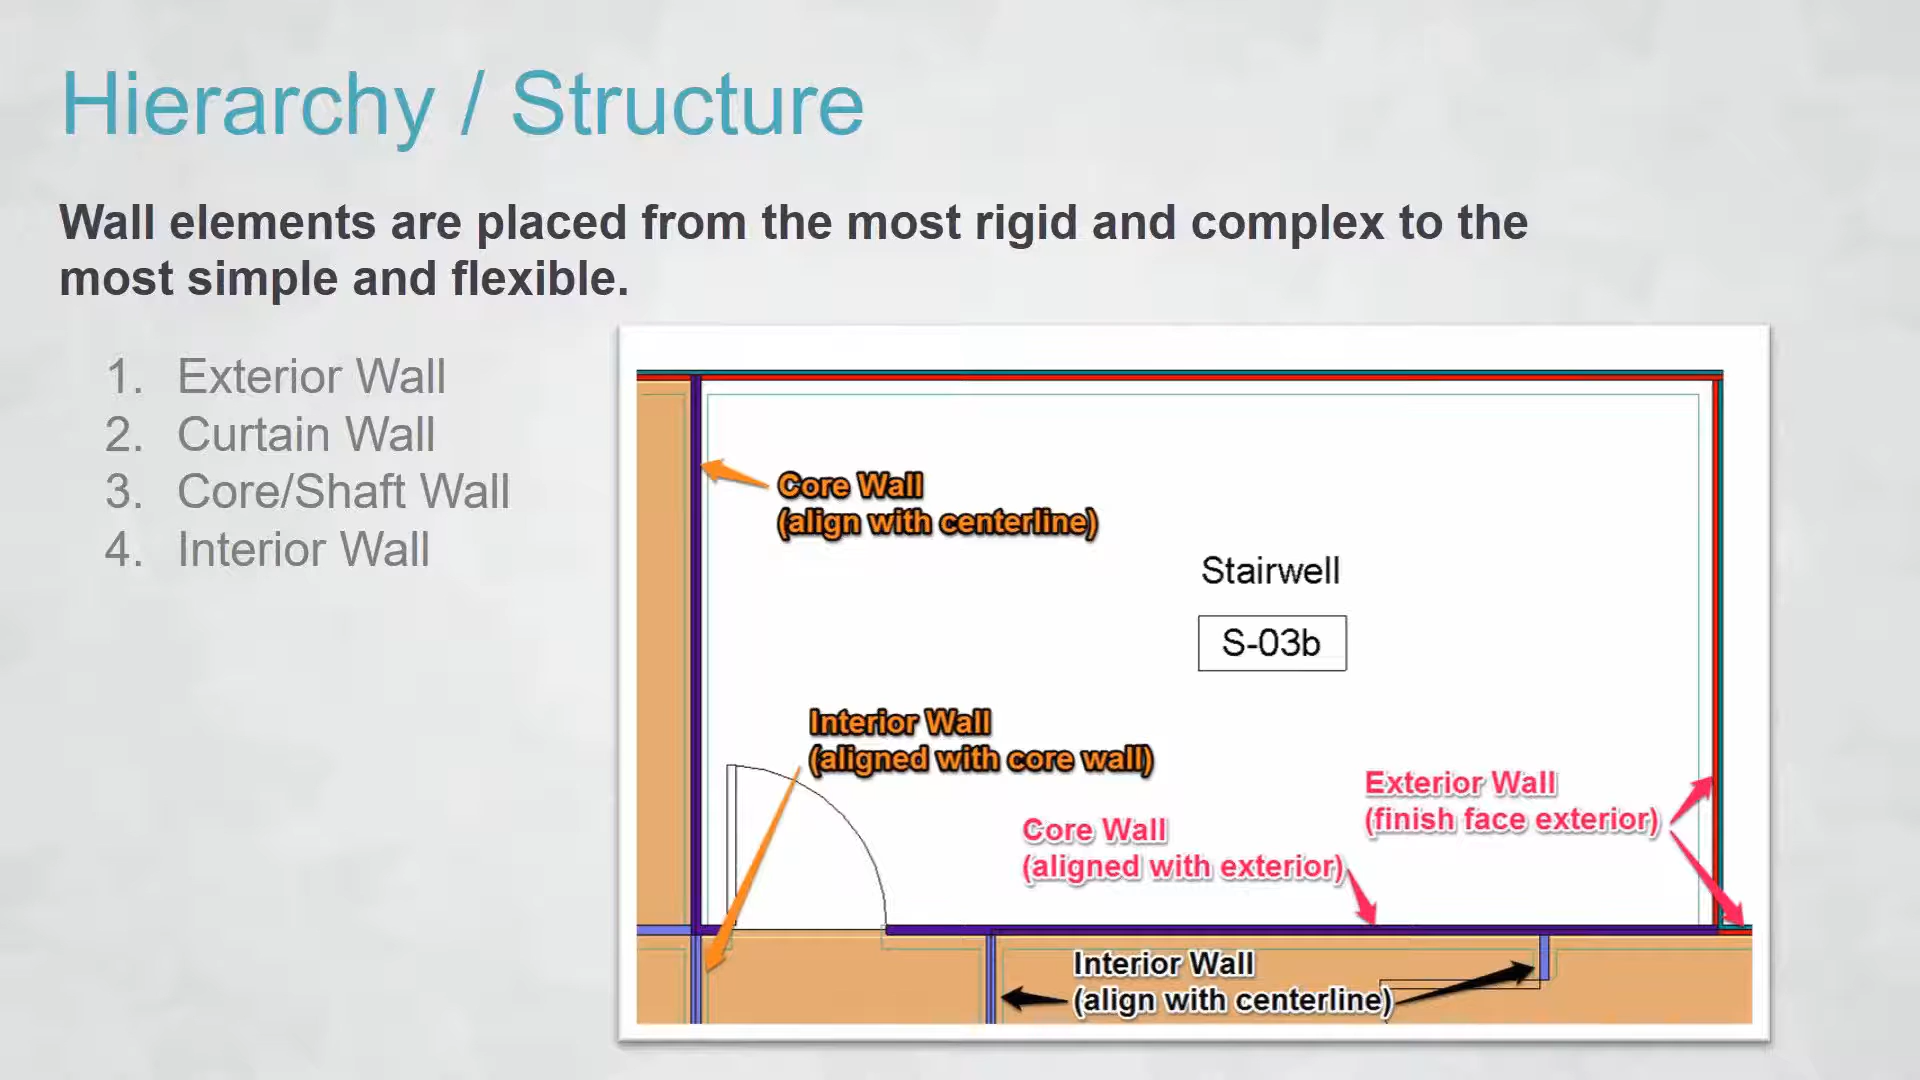 Hierarchy / Structure
Wall elements are placed from the most rigid and complex to the
most simple and flexible.
1. Exterior Wall
2. Curtain Wall
3. Core/Shaft Wall
4. Interior Wall
Core Wall
(align with centerline)
Stairwell
S-03b
Interior Wall
(aligned with core wall)
Exterior Wall
(finish face exterior)
Core Wall
(aligned with exterior)
Interior Wall
(align with centerline)